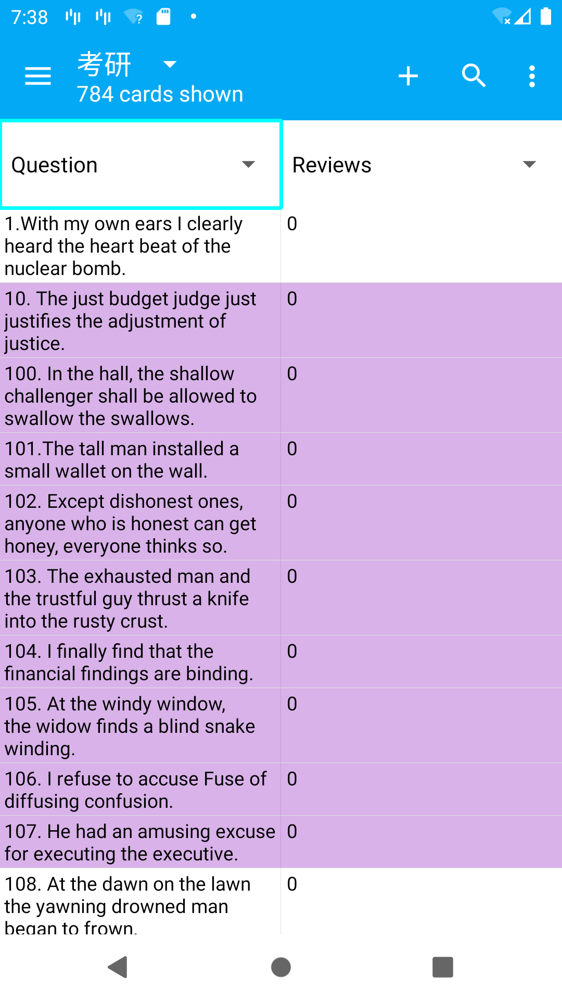 7:38
考研
784 cards shown
Question
Reviews
1.With my own ears I clearly
heard the heart beat of the
nuclear bomb.
0
10. The just budget judge just
justifies the adjustment of
justice.
0
100. In the hall, the shallow
challenger shall be allowed to
swallow the swallows.
0
101.The tall man installed a
small wallet on the wall.
0
102. Except dishonest ones,
anyone who is honest can get
honey, everyone thinks so.
0
103. The exhausted man and
the trustful guy thrust a knife
into the rusty crust.
0
104. I finally find that the
financial findings are binding.
0
105. At the windy window,
the widow finds a blind snake
winding.
0
106. I refuse to accuse Fuse of
diffusing confusion.
0
107. He had an amusing excuse
for executing the executive.
0
108. At the dawn on the lawn
the yawning drowned man
began to frown.
0